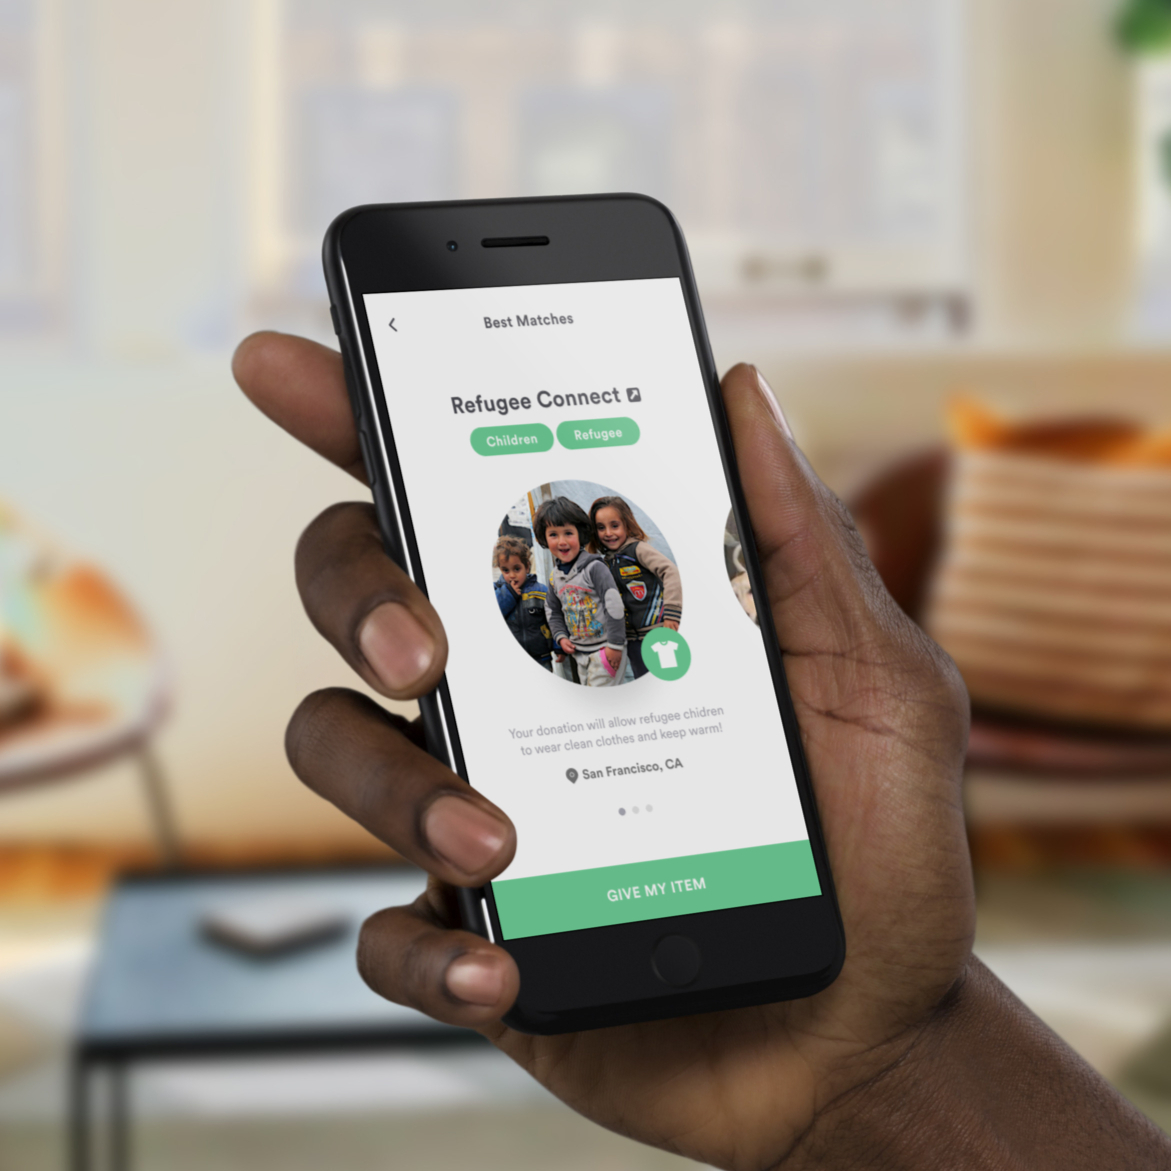 Best Matches
Refugee Connect
Children Refugee
Your donation will allow refugee chidren
to wear clean clothes and keep warm!
San Francisco, CA
GIVE MY ITEM